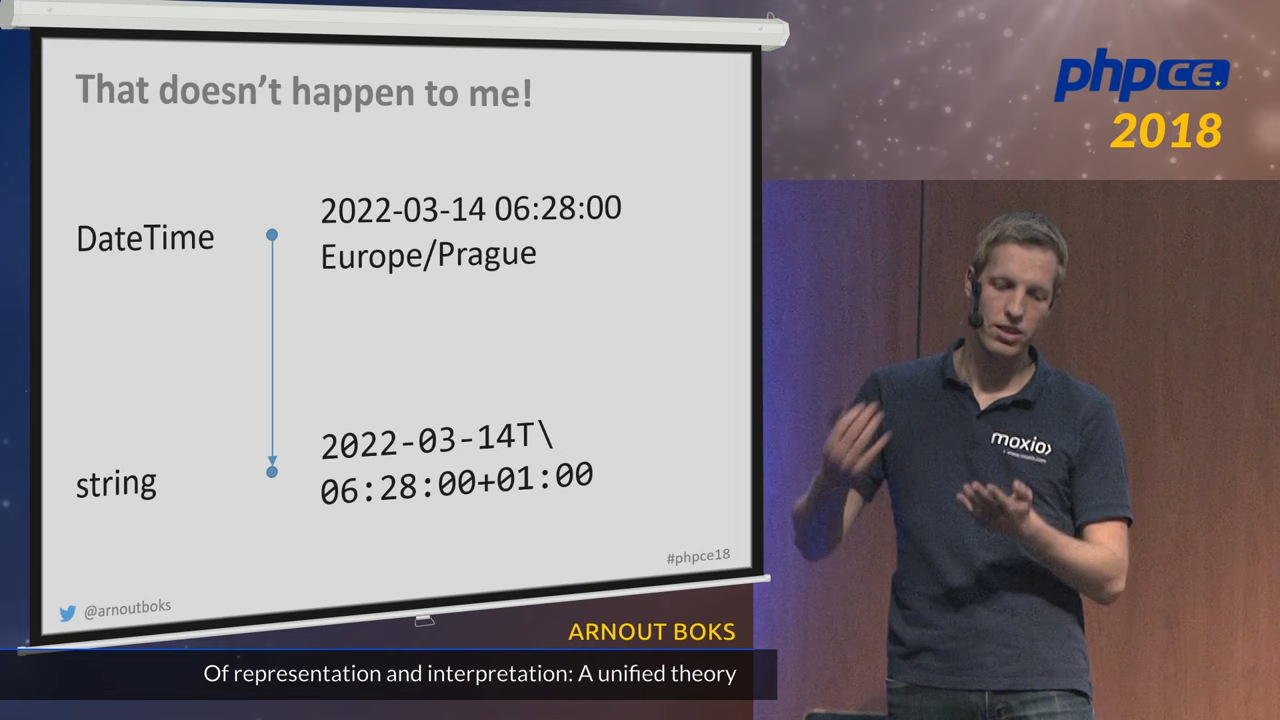 That doesn't happen to me!
DateTime
2022-03-14 06:28:00
Europe/Prague
string
2022-03-14T\
06:28:00+01:00
#phpce18
@arnoutboks
phpCE.
2018
moxio
ARNOUT BOKS
Of representation and interpretation: A unified theory